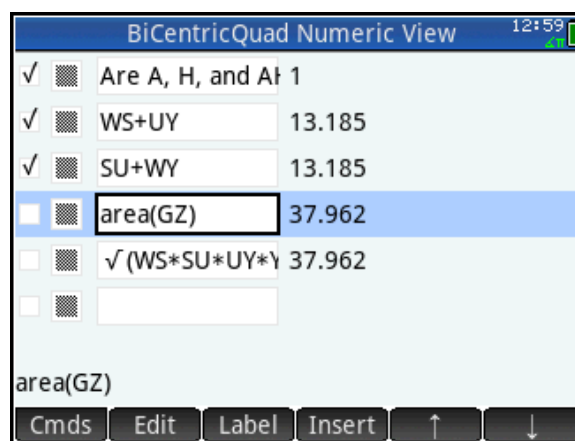 BiCentricQuad Numeric View 12:59
∡π
√ Are A, H, and AH 1
√ WS+UY 13.185
√ SU+WY 13.185
area(GZ) 37.962
√(WS*SU*UY*Y 37.962
area(GZ)
Cmds Edit Label Insert ↑ ↓